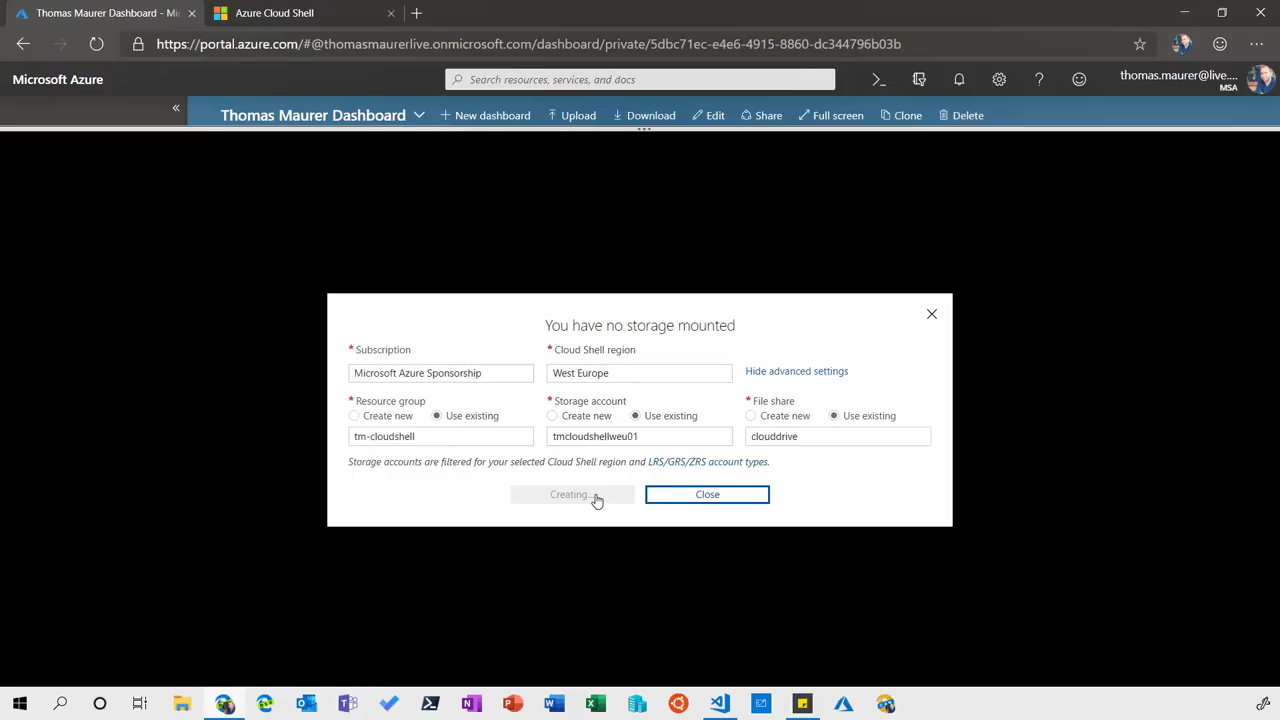 Thomas Maurer Dashboard - Mic
Azure Cloud Shell
https://portal.azure.com/#@thomasmaurerlive.onmicrosoft.com/dashboard/private/5dbc71ec-e4e6-4915-8860-dc344796b03b
Microsoft Azure
Search resources, services, and docs
thomas.maurer@live....
MSA
Thomas Maurer Dashboard
New dashboard
Upload
Download
Edit
Share
Full screen
Clone
Delete
You have no storage mounted
* Subscription
* Cloud Shell region
Microsoft Azure Sponsorship
West Europe
Hide advanced settings
* Resource group
* Storage account
* File share
Create new
Use existing
Create new
Use existing
Create new
Use existing
tm-cloudshell
tmcloudshellweu01
clouddrive
Storage accounts are filtered for your selected Cloud Shell region and LRS/GRS/ZRS account types.
Creating...
Close